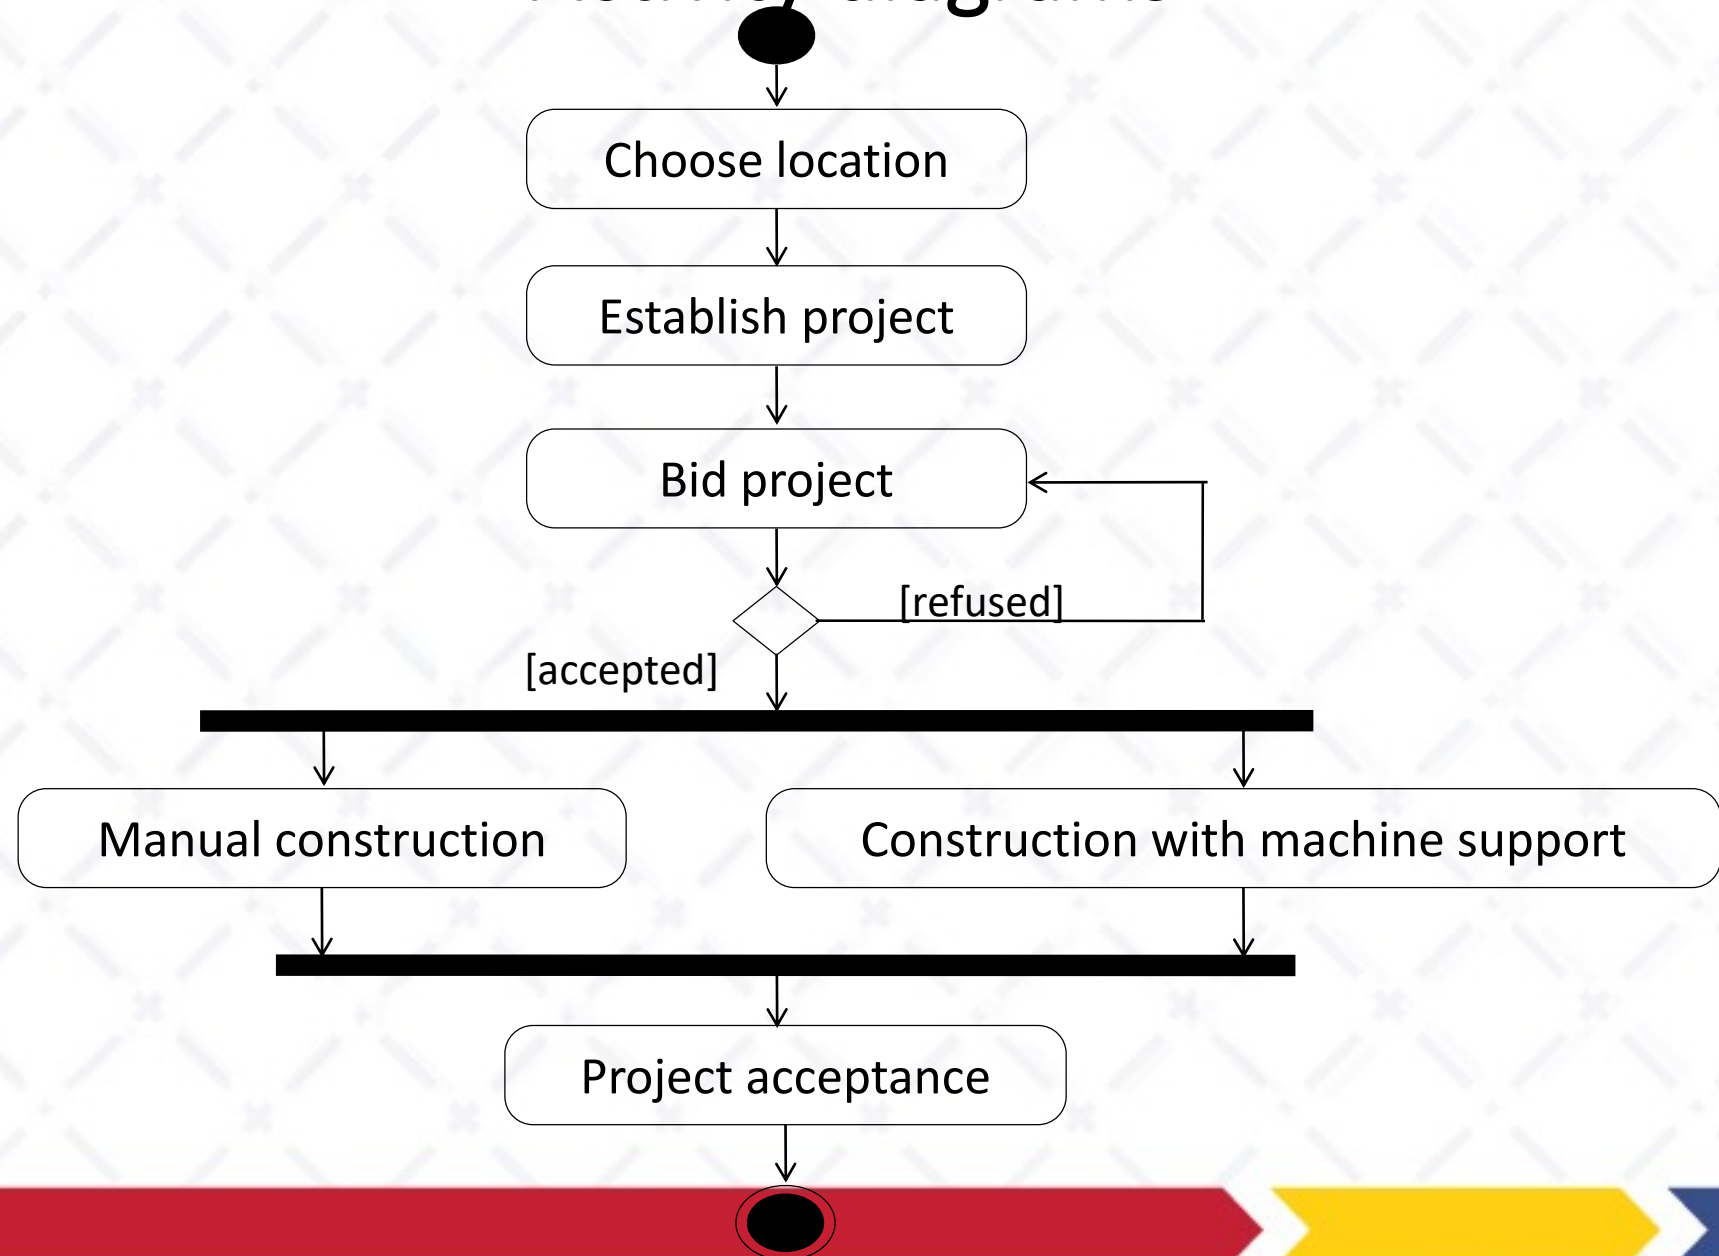 Choose location
Establish project
Bid project
[refused]
[accepted]
Manual construction
Construction with machine support
Project acceptance